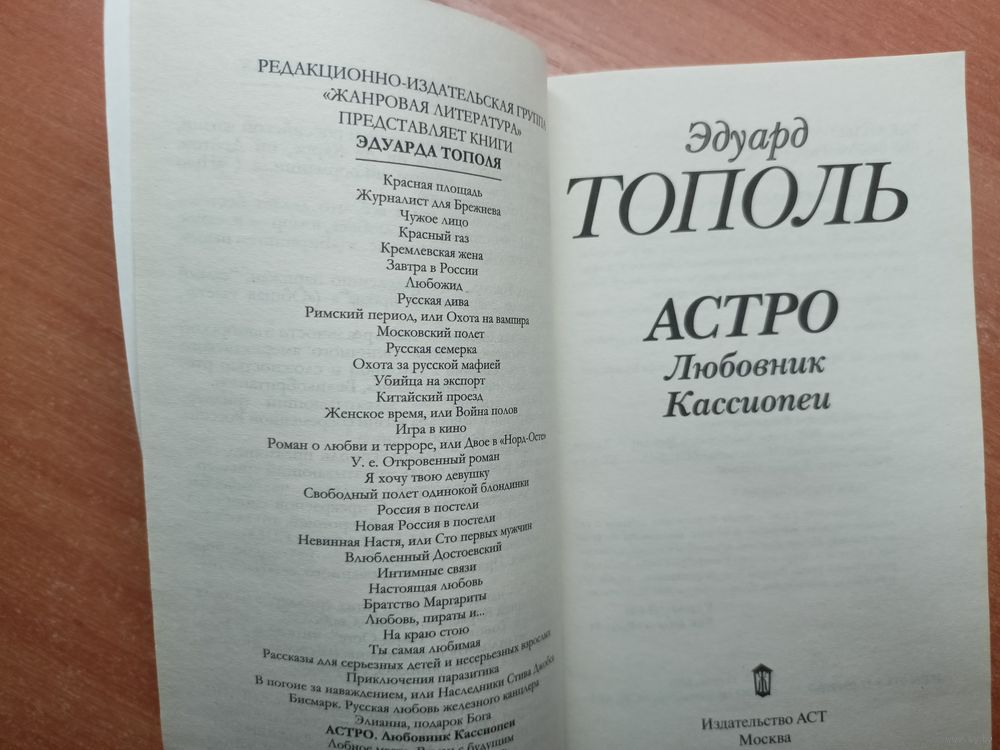 РЕДАКЦИОННО-ИЗДАТЕЛЬСКАЯ ГРУППА
«ЖАНРОВАЯ ЛИТЕРАТУРА»
ПРЕДСТАВЛЯЕТ КНИГИ
ЭДУАРДА ТОПОЛЯ
Красная площадь
Журналист для Брежнева
Чужое лицо
Красный газ
Кремлевская жена
Завтра в России
Любожид
Русская дива
Римский период, или Охота на вампира
Московский полет
Русская семерка
Охота за русской мафией
Убийца на экспорт
Китайский проезд
Женское время, или Война полов
Игра в кино
Роман о любви и терроре, или Двое в «Норд-Осте»
У. е. Откровенный роман
Я хочу твою девушку
Свободный полет одинокой блондинки
Россия в постели
Новая Россия в постели
Невинная Настя, или Сто первых мужчин
Влюбленный Достоевский
Интимные связи
Настоящая любовь
Братство Маргариты
Любовь, пираты и...
На краю стою
Ты самая любимая
Рассказы для серьезных детей и несерьезных взрослых
Приключения паразитика
В погоне за наваждением, или Наследники Стива Джобса
Бисмарк. Русская любовь железного канцлера
Элианна, подарок Бога
АСТРО. Любовник Кассиопеи
Лобное с будущим
Эдуард
ТОПОЛЬ
АСТРО
Любовник
Кассиопеи
Издательство АСТ
Москва